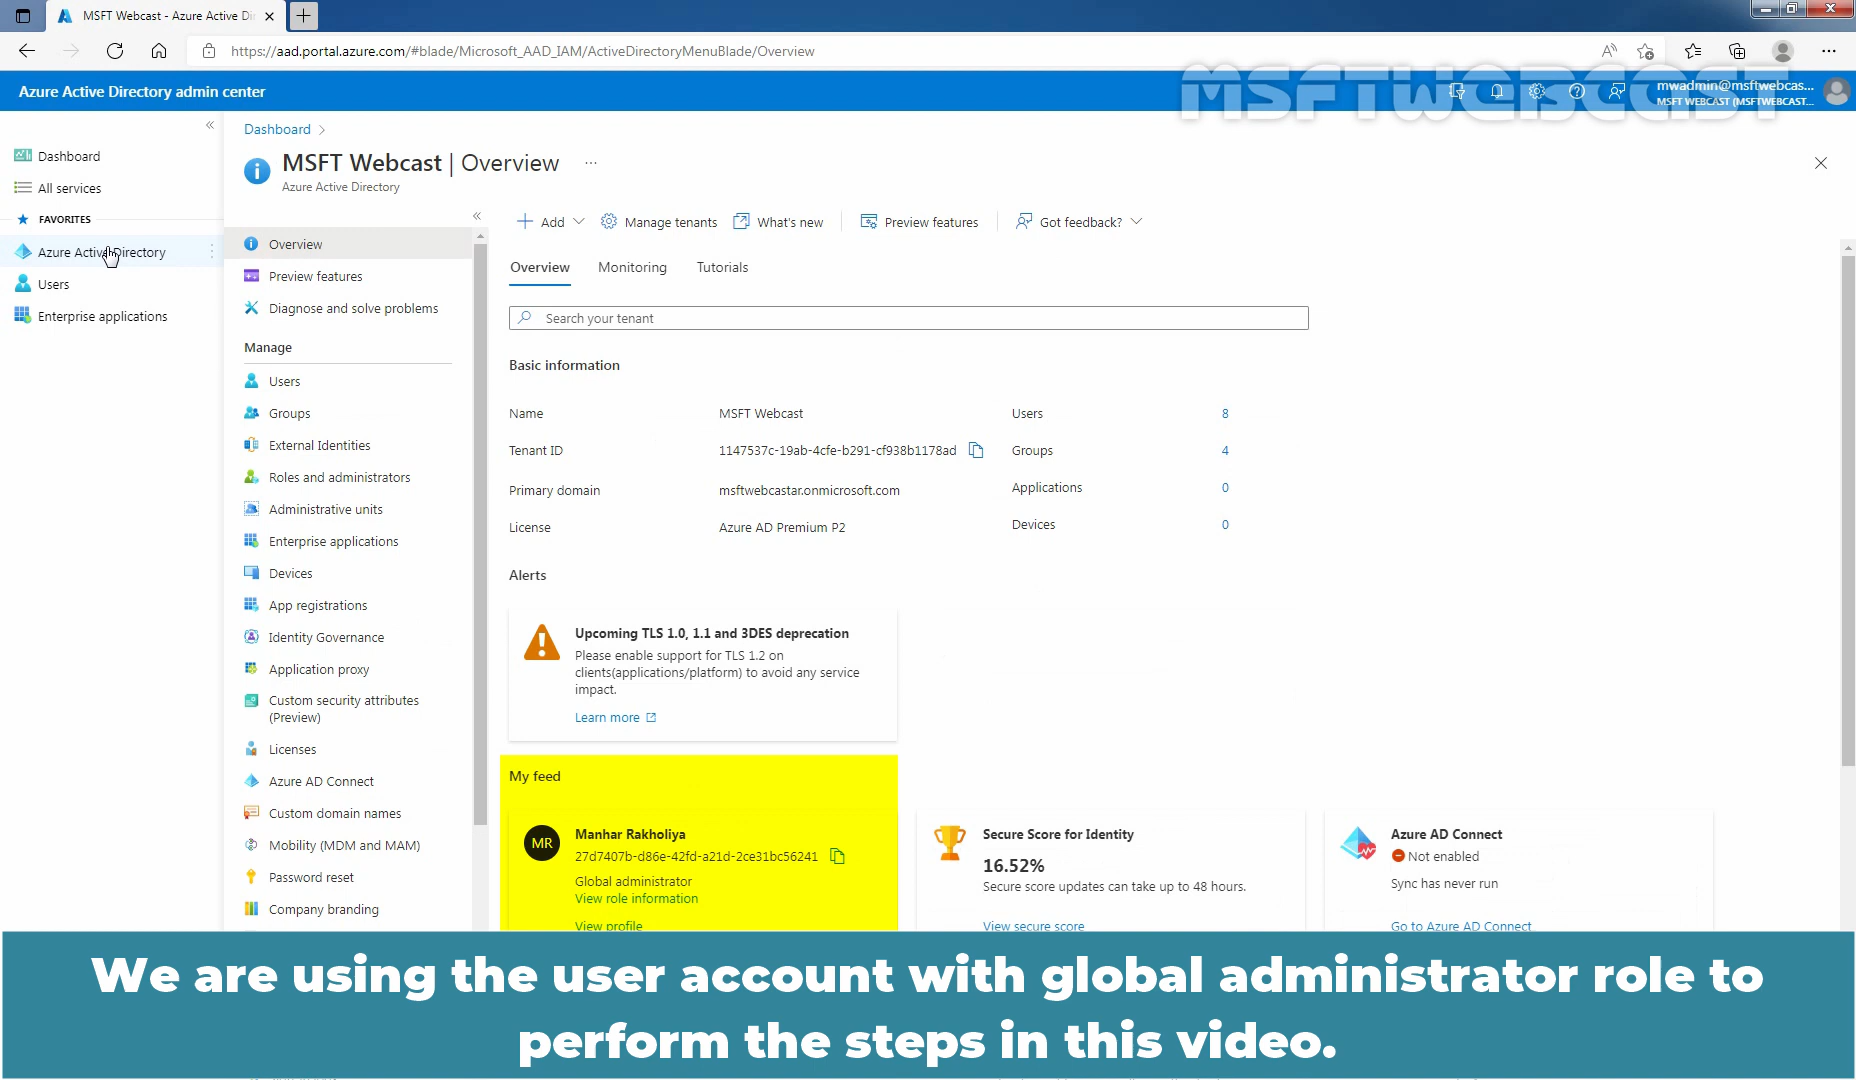 MSFT Webcast - Azure Active Di
https://aad.portal.azure.com/#blade/Microsoft_AAD_IAM/ActiveDirectoryMenuBlade/Overview
Azure Active Directory admin center
MSFTWEBCAST
mwadmin@msftwebcas...
MSFT WEBCAST (MSFTWEBCAST...
Dashboard
All services
FAVORITES
Azure Active Directory
Users
Enterprise applications
Dashboard
MSFT Webcast | Overview
Azure Active Directory
Add
Manage tenants
What's new
Preview features
Got feedback?
Overview
Preview features
Diagnose and solve problems
Manage
Users
Groups
External Identities
Roles and administrators
Administrative units
Enterprise applications
Devices
App registrations
Identity Governance
Application proxy
Custom security attributes
(Preview)
Licenses
Azure AD Connect
Custom domain names
Mobility (MDM and MAM)
Password reset
Company branding
Overview Monitoring Tutorials
Search your tenant
Basic information
Name MSFT Webcast Users 8
Tenant ID 1147537c-19ab-4cfe-b291-cf938b1178ad Groups 4
Primary domain msftwebcastar.onmicrosoft.com Applications 0
License Azure AD Premium P2 Devices 0
Alerts
Upcoming TLS 1.0, 1.1 and 3DES deprecation
Please enable support for TLS 1.2 on
clients(applications/platform) to avoid any service
impact.
Learn more
My feed
MR
Manhar Rakholiya
27d7407b-d86e-42fd-a21d-2ce31bc56241
Global administrator
View role information
View profile
Secure Score for Identity
16.52%
Secure score updates can take up to 48 hours.
View secure score
Azure AD Connect
Not enabled
Sync has never run
Go to Azure AD Connect
We are using the user account with global administrator role to
perform the steps in this video.